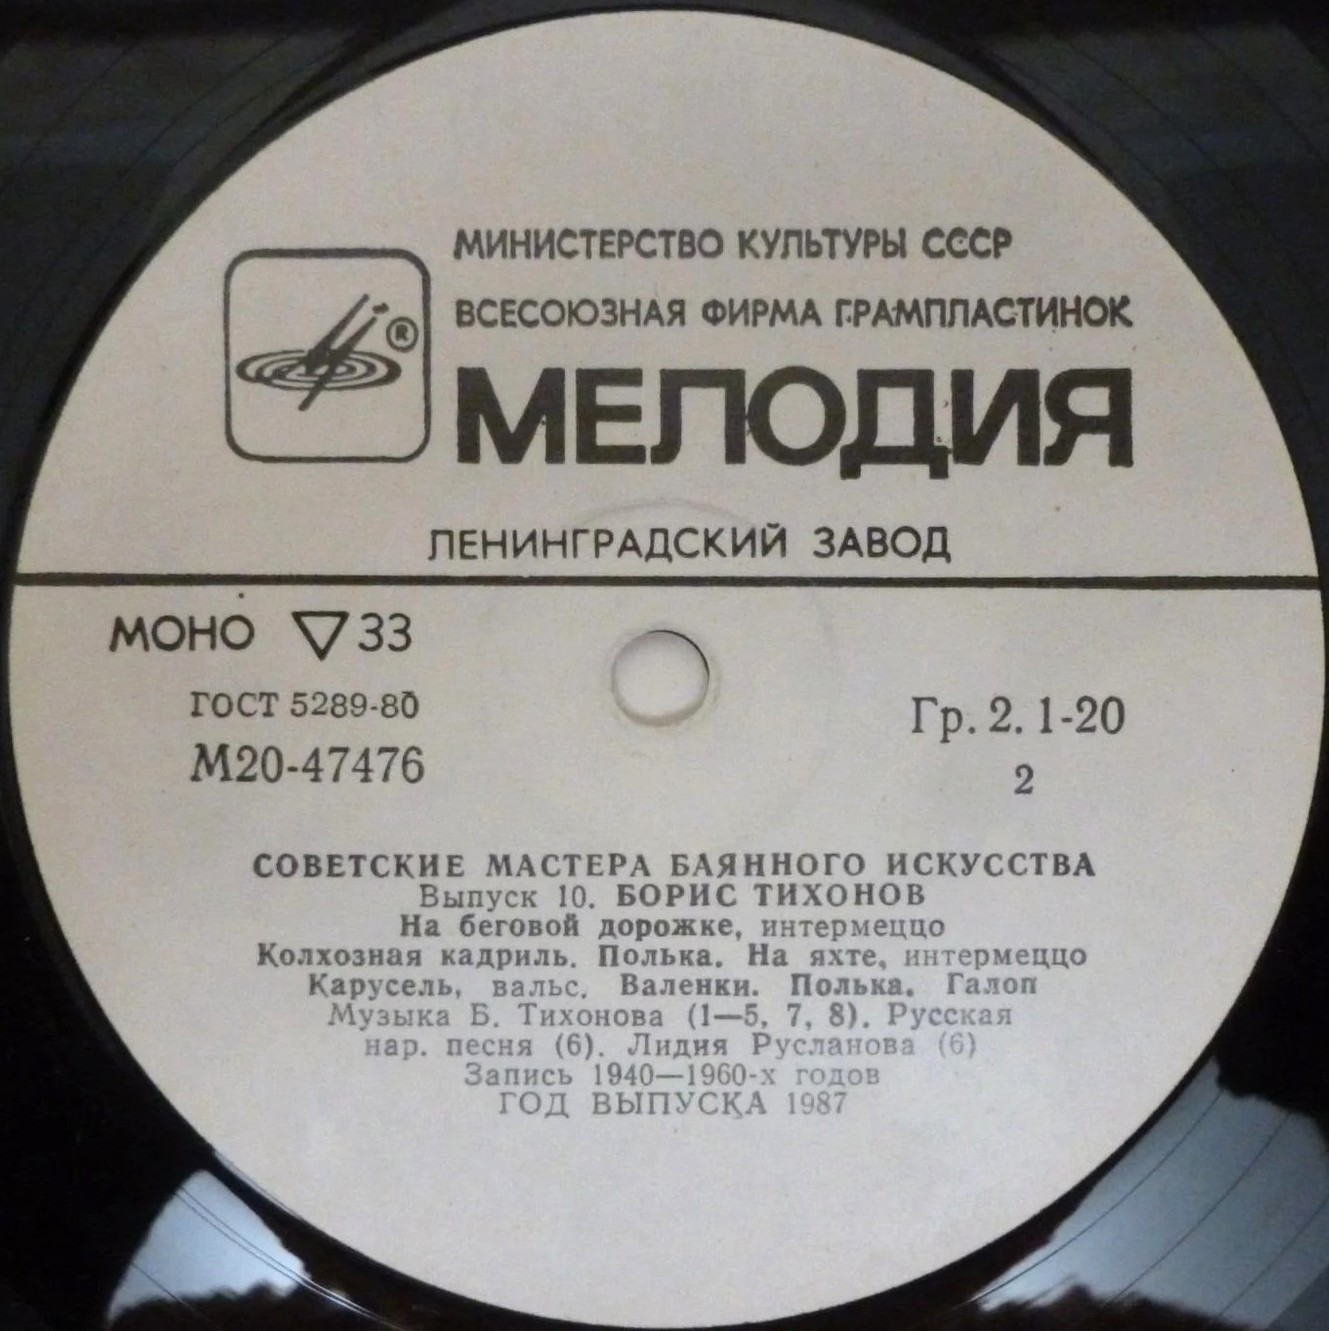 МИНИСТЕРСТВО КУЛЬТУРЫ СССР
ВСЕСОЮЗНАЯ ФИРМА ГРАМПЛАСТИНОК
®
МЕЛОДИЯ
ЛЕНИНГРАДСКИЙ ЗАВОД
МОНО ▽ 33
ГОСТ 5289-80
М20-47476
Гр. 2. 1-20
2
СОВЕТСКИЕ МАСТЕРА БАЯННОГО ИСКУССТВА
Выпуск 10. БОРИС ТИХОНОВ
На беговой дорожке, интермеццо
Колхозная кадриль. Полька. На яхте, интермеццо
Карусель, вальс. Валенки. Полька. Галоп
Музыка Б. Тихонова (1—5, 7, 8). Русская
нар. песня (6). Лидия Русланова (6)
Запись 1940—1960-х годов
ГОД ВЫПУСКА 1987